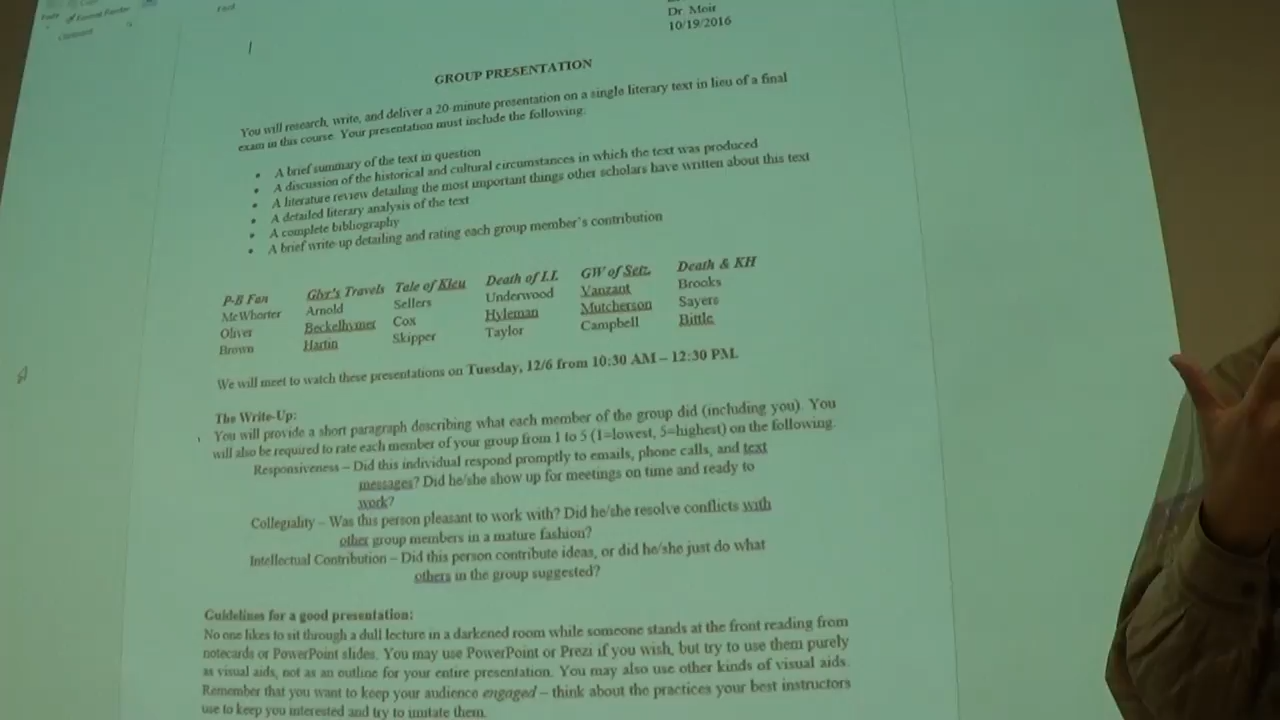 Format Painter
Clipboard
Font
Dr. Moir
10/19/2016
GROUP PRESENTATION
You will research, write, and deliver a 20-minute presentation on a single literary text in lieu of a final
exam in this course. Your presentation must include the following:
• A brief summary of the text in question
• A discussion of the historical and cultural circumstances in which the text was produced
• A literature review detailing the most important things other scholars have written about this text
• A detailed literary analysis of the text
• A complete bibliography
• A brief write-up detailing and rating each group member's contribution
P-B Fan Glvr's Travels Tale of Kieu Death of I.I. GW of Setz. Death & KH
McWhorter Arnold Sellers Underwood Vanzant Brooks
Oliver Beckelhymer Cox Hyleman Mutcherson Sayers
Brown Hartin Skipper Taylor Campbell Bittle
We will meet to watch these presentations on Tuesday, 12/6 from 10:30 AM – 12:30 PM.
The Write-Up:
You will provide a short paragraph describing what each member of the group did (including you). You
will also be required to rate each member of your group from 1 to 5 (1=lowest, 5=highest) on the following.
Responsiveness – Did this individual respond promptly to emails, phone calls, and text
messages? Did he/she show up for meetings on time and ready to
work?
Collegiality – Was this person pleasant to work with? Did he/she resolve conflicts with
other group members in a mature fashion?
Intellectual Contribution – Did this person contribute ideas, or did he/she just do what
others in the group suggested?
Guidelines for a good presentation:
No one likes to sit through a dull lecture in a darkened room while someone stands at the front reading from
notecards or PowerPoint slides. You may use PowerPoint or Prezi if you wish, but try to use them purely
as visual aids, not as an outline for your entire presentation. You may also use other kinds of visual aids.
Remember that you want to keep your audience engaged – think about the practices your best instructors
use to keep you interested and try to imitate them.